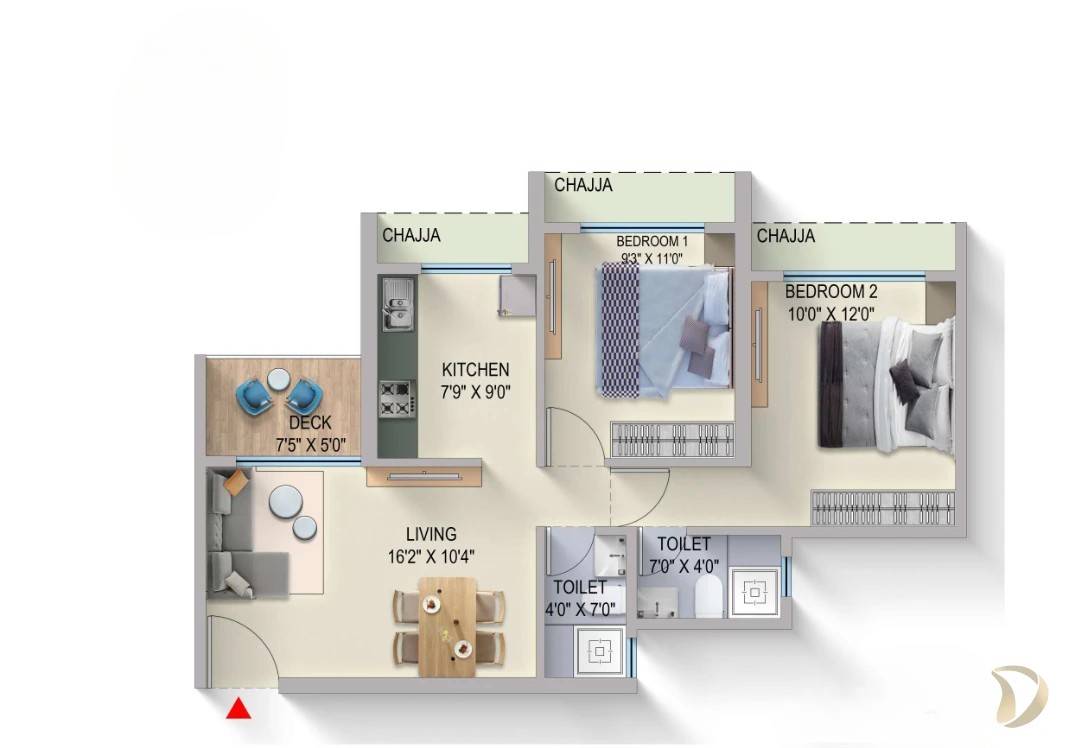 CHAJJA
CHAJJA
CHAJJA
BEDROOM 1
9'3" X 11'0"
BEDROOM 2
10'0" X 12'0"
KITCHEN
7'9" X 9'0"
DECK
7'5" X 5'0"
LIVING
16'2" X 10'4"
TOILET
7'0" X 4'0"
TOILET
4'0" X 7'0"